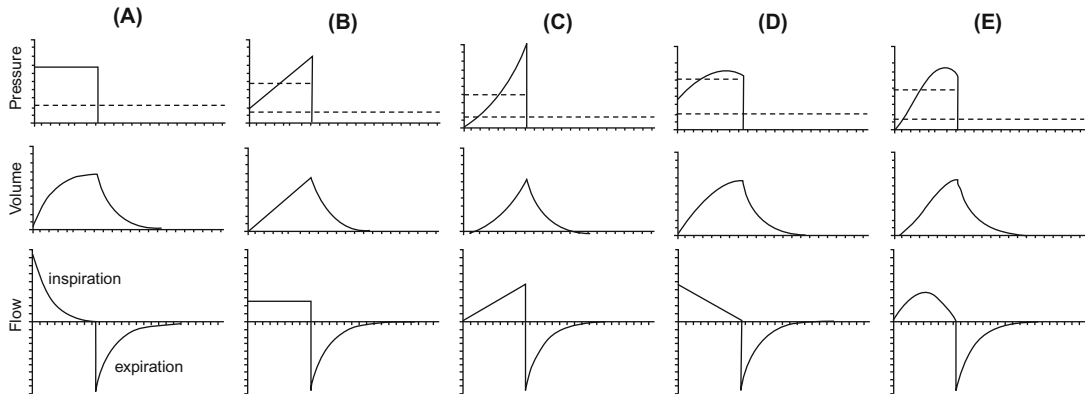 (A)
(B)
(C)
(D)
(E)
Pressure
Volume
Flow
inspiration
expiration